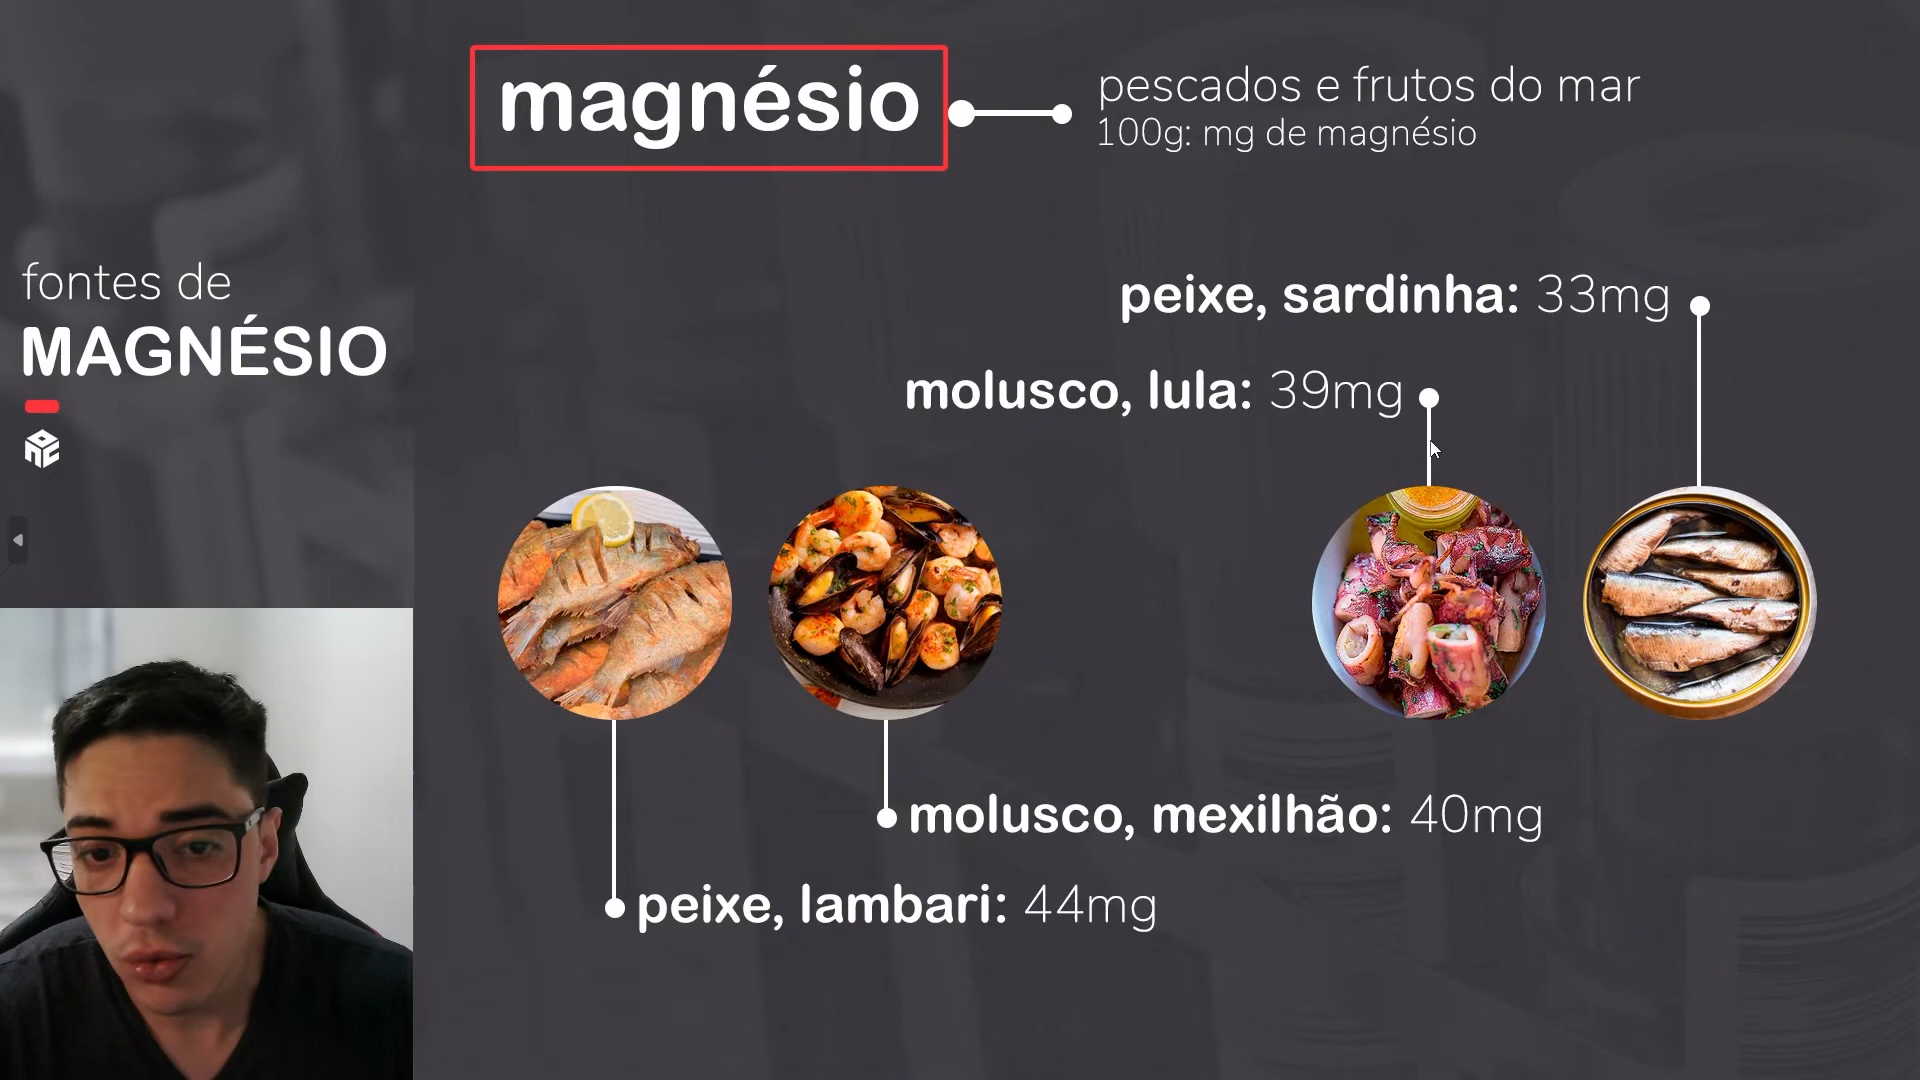 magnésio
pescados e frutos do mar
100g: mg de magnésio
fontes de
MAGNÉSIO
peixe, sardinha: 33mg
molusco, lula: 39mg
molusco, mexilhão: 40mg
peixe, lambari: 44mg